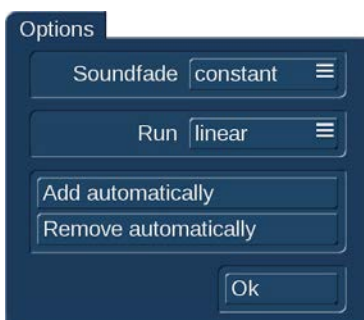 Options
Soundfade constant
Run linear
Add automatically
Remove automatically
Ok